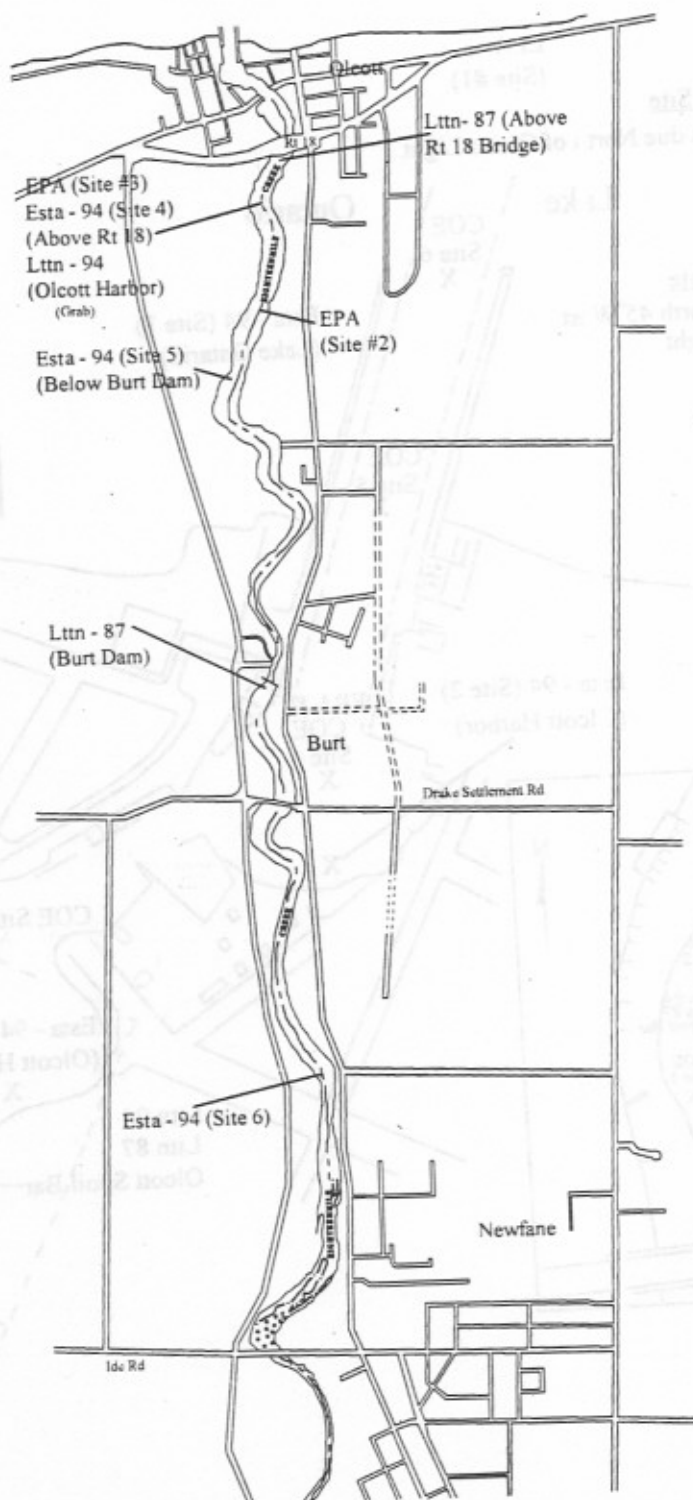 Olcott
Rt 18
Lttn- 87 (Above
Rt 18 Bridge)
EPA (Site #3)
Esta - 94 (Site 4)
(Above Rt 18)
Lttn - 94
(Olcott Harbor)
(Grab)
EPA
(Site #2)
Esta - 94 (Site 5)
(Below Burt Dam)
Lttn - 87
(Burt Dam)
Burt
Drake Settlement Rd
Esta - 94 (Site 6)
Newfane
Ide Rd